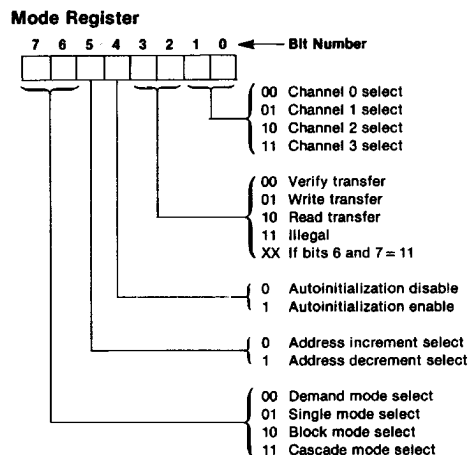 Mode Register
7 6 5 4 3 2 1 0 Bit Number
00 Channel 0 select
01 Channel 1 select
10 Channel 2 select
11 Channel 3 select
00 Verify transfer
01 Write transfer
10 Read transfer
11 Illegal
XX If bits 6 and 7 = 11
0 Autoinitialization disable
1 Autoinitialization enable
0 Address increment select
1 Address decrement select
00 Demand mode select
01 Single mode select
10 Block mode select
11 Cascade mode select